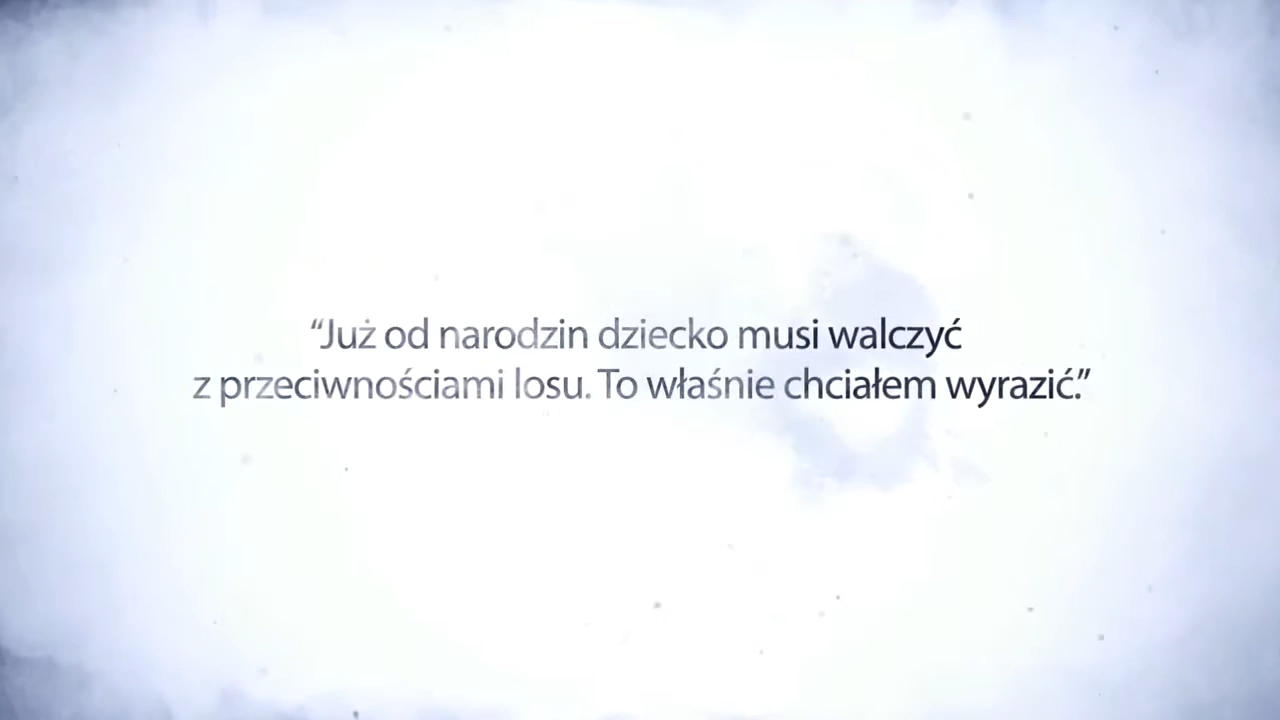 “Już od narodzin dziecko musi walczyć
z przeciwnościami losu. To właśnie chciałem wyrazić.”